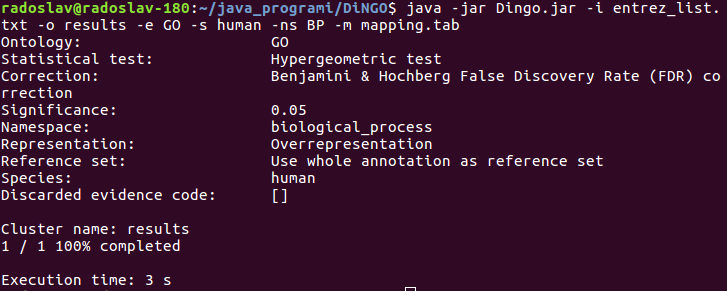 radoslav@radoslav-180:~/java_programi/DiNGO$ java -jar Dingo.jar -i entrez_list.
txt -o results -e GO -s human -ns BP -m mapping.tab
Ontology: GO
Statistical test: Hypergeometric test
Correction: Benjamini & Hochberg False Discovery Rate (FDR) co
rrection
Significance: 0.05
Namespace: biological_process
Representation: Overrepresentation
Reference set: Use whole annotation as reference set
Species: human
Discarded evidence code: []
Cluster name: results
1 / 1 100% completed
Execution time: 3 s